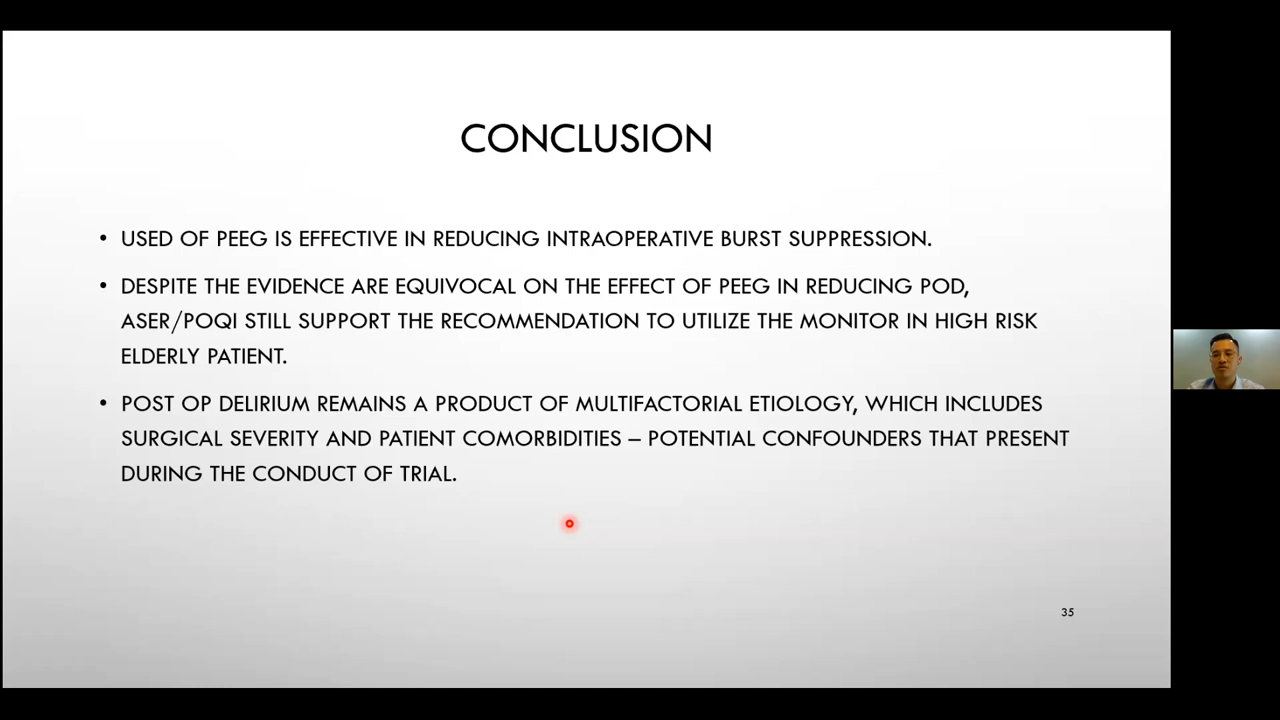 CONCLUSION
• USED OF PEEG IS EFFECTIVE IN REDUCING INTRAOPERATIVE BURST SUPPRESSION.
• DESPITE THE EVIDENCE ARE EQUIVOCAL ON THE EFFECT OF PEEG IN REDUCING POD,
ASER/POQI STILL SUPPORT THE RECOMMENDATION TO UTILIZE THE MONITOR IN HIGH RISK
ELDERLY PATIENT.
• POST OP DELIRIUM REMAINS A PRODUCT OF MULTIFACTORIAL ETIOLOGY, WHICH INCLUDES
SURGICAL SEVERITY AND PATIENT COMORBIDITIES – POTENTIAL CONFOUNDERS THAT PRESENT
DURING THE CONDUCT OF TRIAL.
35